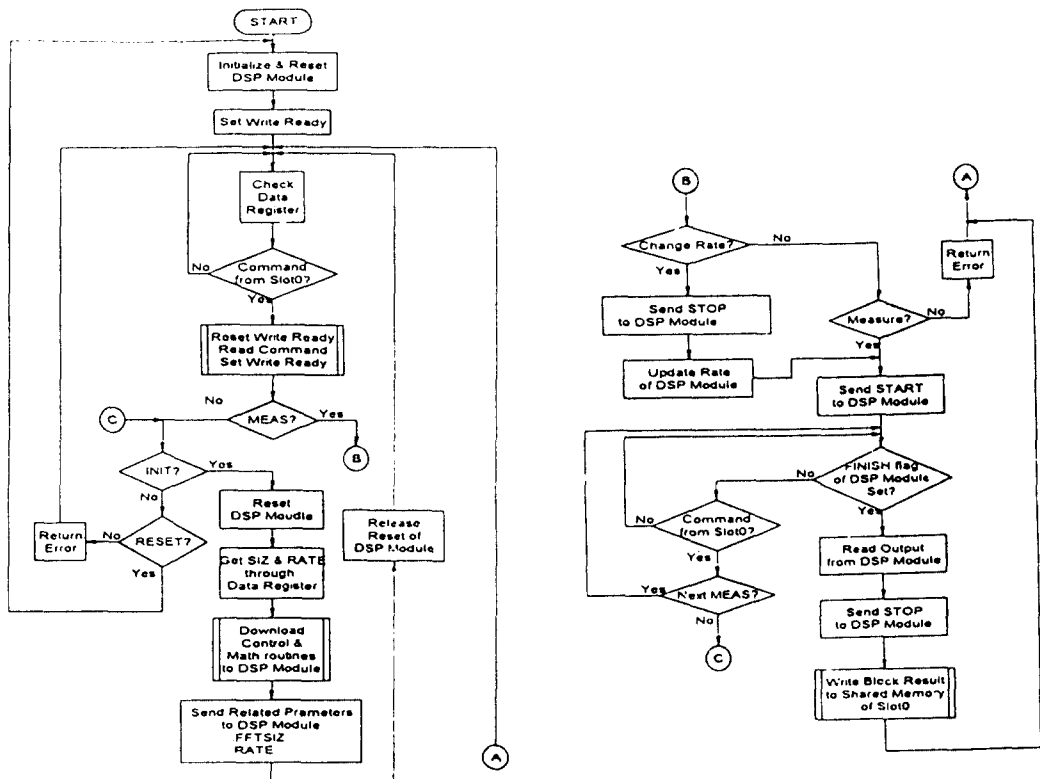 START
Initialize & Reset
DSP Module
Set Write Ready
Check
Data
Register
No
Command
from Slot0?
Yes
Reset Write Ready
Read Command
Set Write Ready
No
MEAS?
Yes
C
B
INIT?
Yes
No
Reset
DSP Moudle
Return
Error
No
RESET?
Yes
Get SIZ & RATE
through
Data Register
Release
Reset of
DSP Module
Download
Control &
Math routines
to DSP Module
Send Related Prameters
to DSP Module
FFTSIZ
RATE
A
B
A
Change Rate?
No
Yes
Return
Error
Send STOP
to DSP Module
Measure?
No
Yes
Update Rate
of DSP Module
Send START
to DSP Module
No
FINISH flag
of DSP Module
Set?
Yes
No
Command
from Slot0?
Yes
Read Output
from DSP Module
Yes
Next MEAS?
No
Send STOP
to DSP Module
C
Write Block Result
to Shared Memory
of Slot0